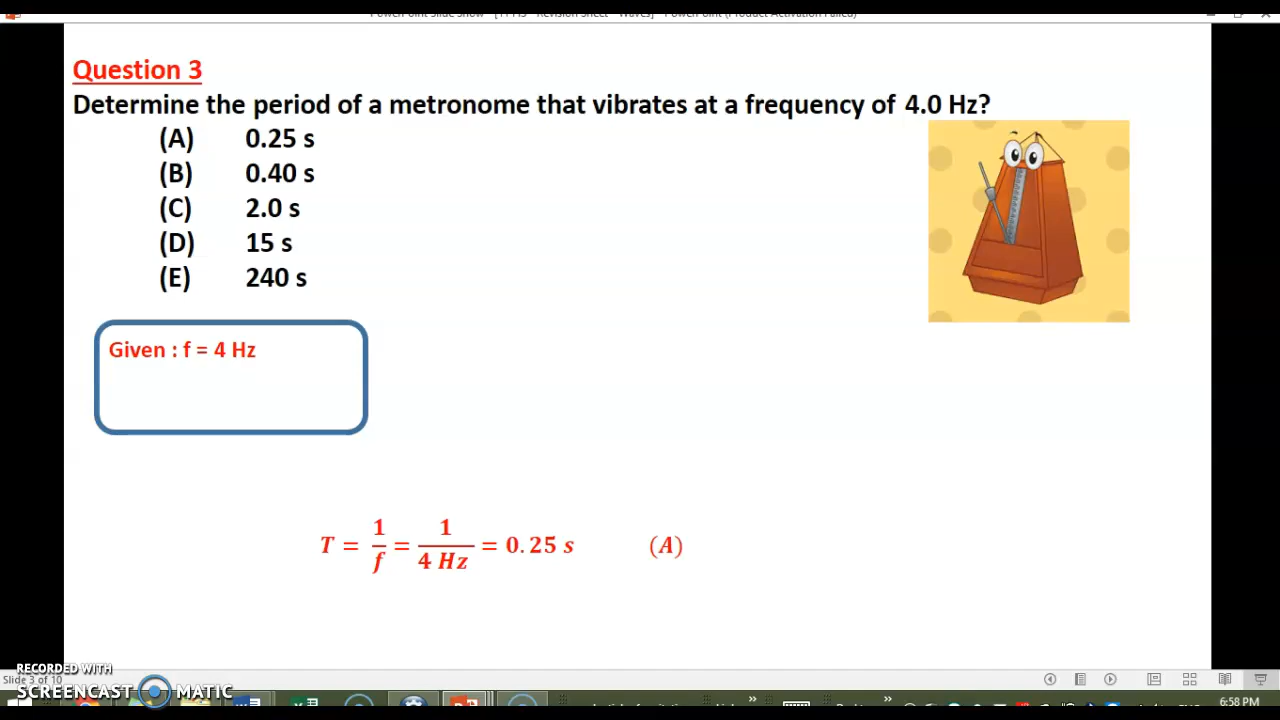 Question 3
Determine the period of a metronome that vibrates at a frequency of 4.0 Hz?
(A) 0.25 s
(B) 0.40 s
(C) 2.0 s
(D) 15 s
(E) 240 s
Given : f = 4 Hz
T = 1/f = 1/4 Hz = 0.25 s (A)
RECORDED WITH
Slide 3 of 10
SCREENCAST MATIC
6:58 PM